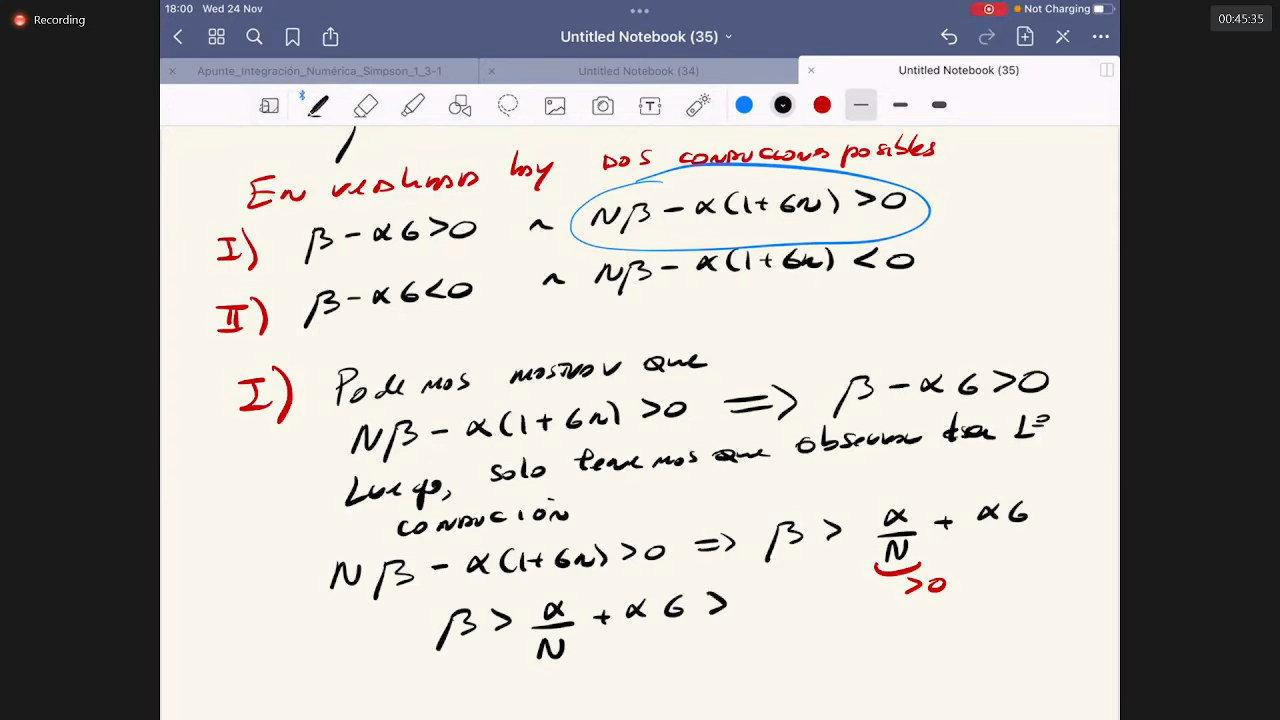 Recording
18:00 Wed 24 Nov
Not Charging
00:45:35
Untitled Notebook (35)
Apunte_Integración_Numérica_Simpson_1_3-1
Untitled Notebook (34)
Untitled Notebook (35)
En realidad hay dos condiciones posibles
I) β - α6 > 0 ~ Nβ - α(1+6N) > 0
II) β - α6 < 0 ~ Nβ - α(1+6N) < 0
I) Podemos mostrar que
Nβ - α(1+6N) > 0 => β - α6 > 0
Luego, solo tenemos que observar
condición
Nβ - α(1+6N) > 0 => β > α/N + α6
> 0
β > α/N + α6 >